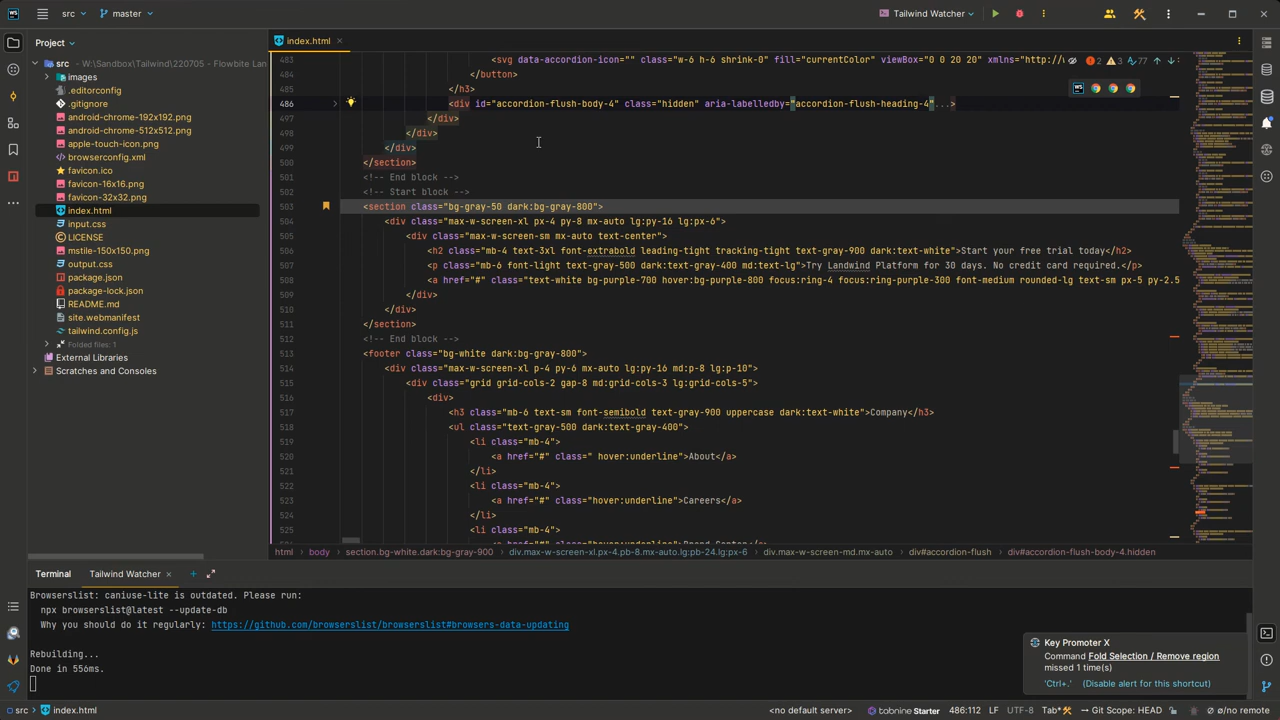 WS
src
master
Tailwind Watcher
Project
index.html
src W:\Sandbox\Tailwind\220705 - Flowbite Lan
images
.editorconfig
.gitignore
android-chrome-192x192.png
android-chrome-512x512.png
apple-touch-icon.png
browserconfig.xml
favicon.ico
favicon-16x16.png
favicon-32x32.png
index.html
input.css
LICENSE
mstile-150x150.png
output.css
package.json
package-lock.json
README.md
site.webmanifest
tailwind.config.js
Folded files: 1
External Libraries
Scratches and Consoles
2 3 77
483 data-accordion-icon="" class="w-6 h-6 shrink-0" fill="currentColor" viewBox="0 0 20 20" xmlns="http://
484 </button>
485 </h3>
486 <div id="accordion-flush-body-4" class="hidden" aria-labelledby="accordion-flush-heading-4"...>
497 </div>
498 </div>
499 </div>
500 </section>
501 <!-- End block -->
502 <!-- Start block -->
503 <section class="bg-gray-50 dark:bg-gray-800">
504 <div class="max-w-screen-xl px-4 py-8 mx-auto lg:py-16 lg:px-6">
505 <div class="max-w-screen-sm mx-auto text-center">
506 <h2 class="mb-4 text-3xl font-extrabold leading-tight tracking-tight text-gray-900 dark:text-white">Start your free trial today</h2>
507 <p class="mb-6 font-light text-gray-500 dark:text-gray-400 md:text-lg">Try Landwind Platform for 30 days. No credit card required.</p>
508 <a href="#" class="text-white bg-purple-700 hover:bg-purple-800 focus:ring-4 focus:ring-purple-300 font-medium rounded-lg text-sm px-5 py-2.5
509 </div>
510 </div>
511 </section>
512 <!-- End block -->
513 <footer class="bg-white dark:bg-gray-800">
514 <div class="max-w-screen-xl p-4 py-6 mx-auto lg:py-16 md:p-8 lg:p-10">
515 <div class="grid grid-cols-2 gap-8 md:grid-cols-3 lg:grid-cols-5">
516 <div>
517 <h3 class="mb-6 text-sm font-semibold text-gray-900 uppercase dark:text-white">Company</h3>
518 <ul class="text-gray-500 dark:text-gray-400">
519 <li class="mb-4">
520 <a href="#" class=" hover:underline">About</a>
521 </li>
522 <li class="mb-4">
523 <a href="#" class="hover:underline">Careers</a>
524 </li>
525 <li class="mb-4">
html body section.bg-white.dark:bg-gray-900 div.max-w-screen-xl.px-4.pb-8.mx-auto.lg:pb-24.lg:px-6 div.max-w-screen-md.mx-auto div#accordion-flush div#accordion-flush-body-4.hidden
Terminal Tailwind Watcher
Browserslist: caniuse-lite is outdated. Please run:
npx browserslist@latest --update-db
Why you should do it regularly: https://github.com/browserslist/browserslist#browsers-data-updating
Rebuilding...
Done in 556ms.
Key Promoter X
Command Fold Selection / Remove region
missed 1 time(s)
'Ctrl+.' (Disable alert for this shortcut)
src index.html
<no default server> tabnine Starter 486:112 LF UTF-8 Tab* Git Scope: HEAD ∅/no remote